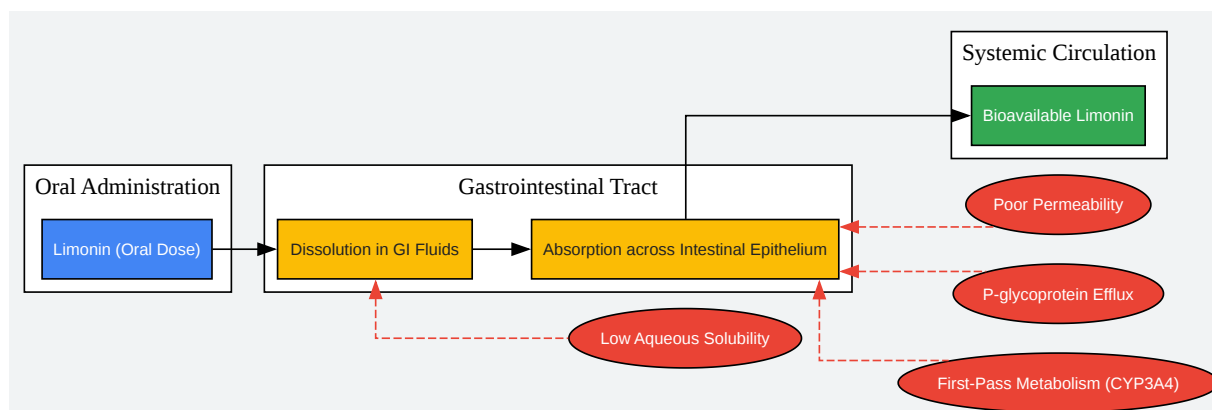 Systemic Circulation
Bioavailable Limonin
Oral Administration
Gastrointestinal Tract
Poor Permeability
Limonin (Oral Dose)
Dissolution in GI Fluids
Absorption across Intestinal Epithelium
P-glycoprotein Efflux
Low Aqueous Solubility
First-Pass Metabolism (CYP3A4)